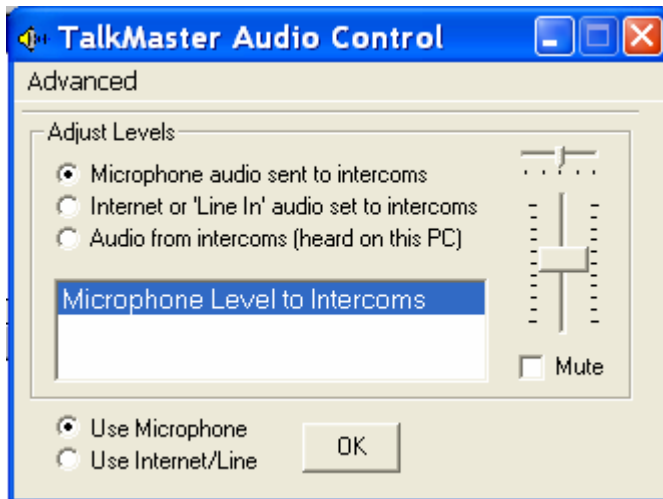 TalkMaster Audio Control
Advanced
Adjust Levels
Microphone audio sent to intercoms
Internet or 'Line In' audio set to intercoms
Audio from intercoms (heard on this PC)
Microphone Level to Intercoms
Mute
Use Microphone
Use Internet/Line
OK